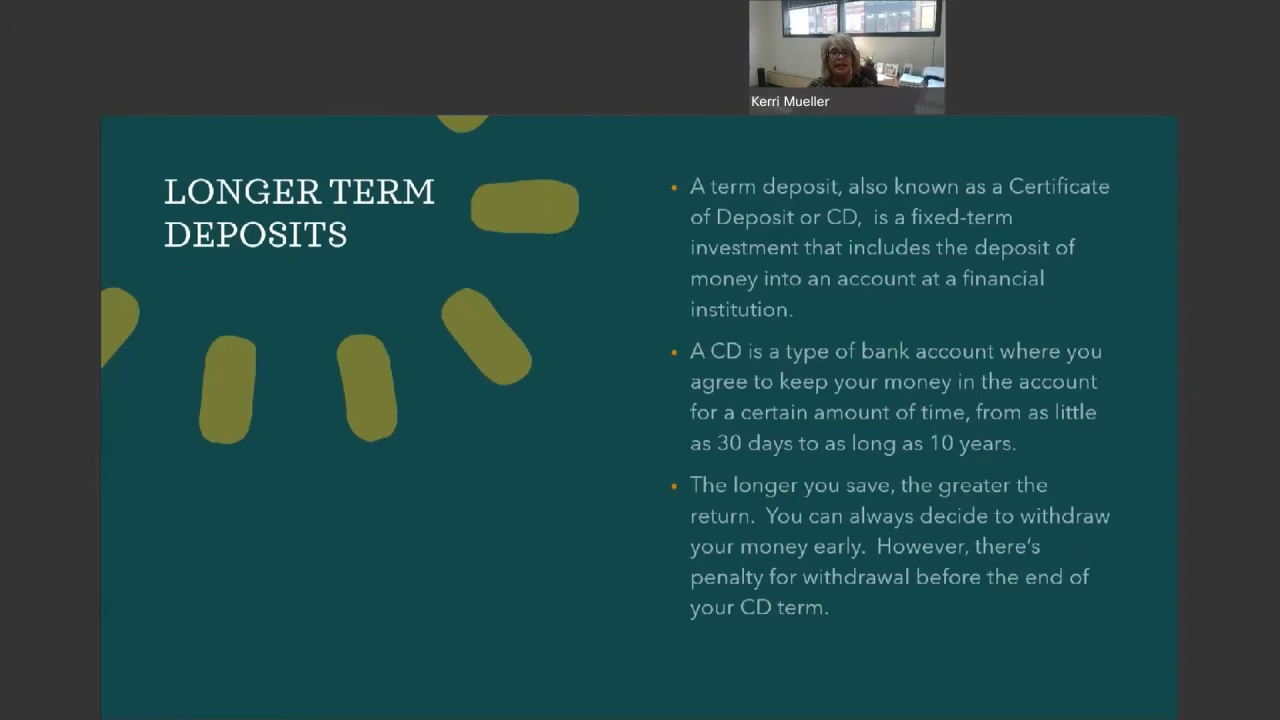 Kerri Mueller
LONGER TERM
DEPOSITS
• A term deposit, also known as a Certificate
of Deposit or CD,  is a fixed-term
investment that includes the deposit of
money into an account at a financial
institution.
• A CD is a type of bank account where you
agree to keep your money in the account
for a certain amount of time, from as little
as 30 days to as long as 10 years.
• The longer you save, the greater the
return.  You can always decide to withdraw
your money early.  However, there’s
penalty for withdrawal before the end of
your CD term.